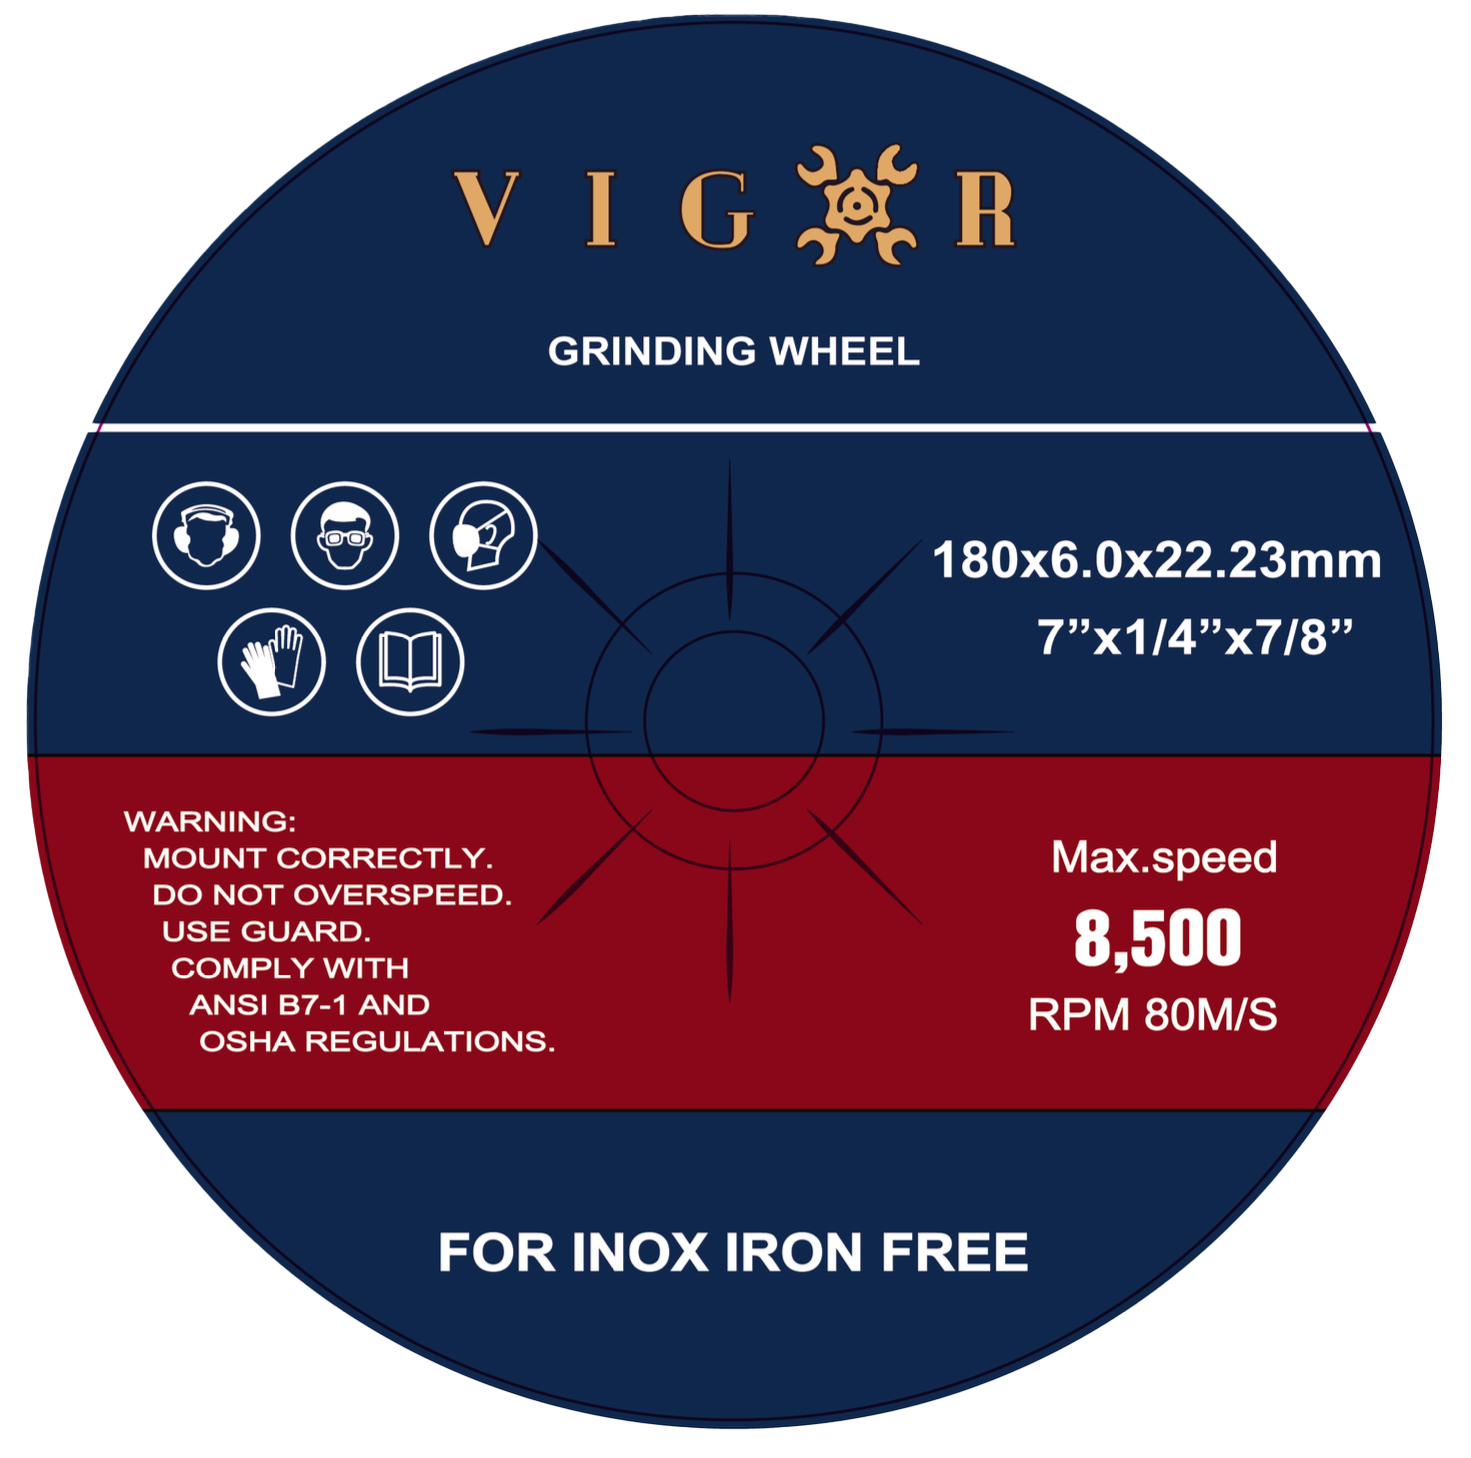 VIGOR
GRINDING WHEEL
180x6.0x22.23mm
7”x1/4”x7/8”
WARNING:
MOUNT CORRECTLY.
DO NOT OVERSPEED.
USE GUARD.
COMPLY WITH
ANSI B7-1 AND
OSHA REGULATIONS.
Max.speed
8,500
RPM 80M/S
FOR INOX IRON FREE